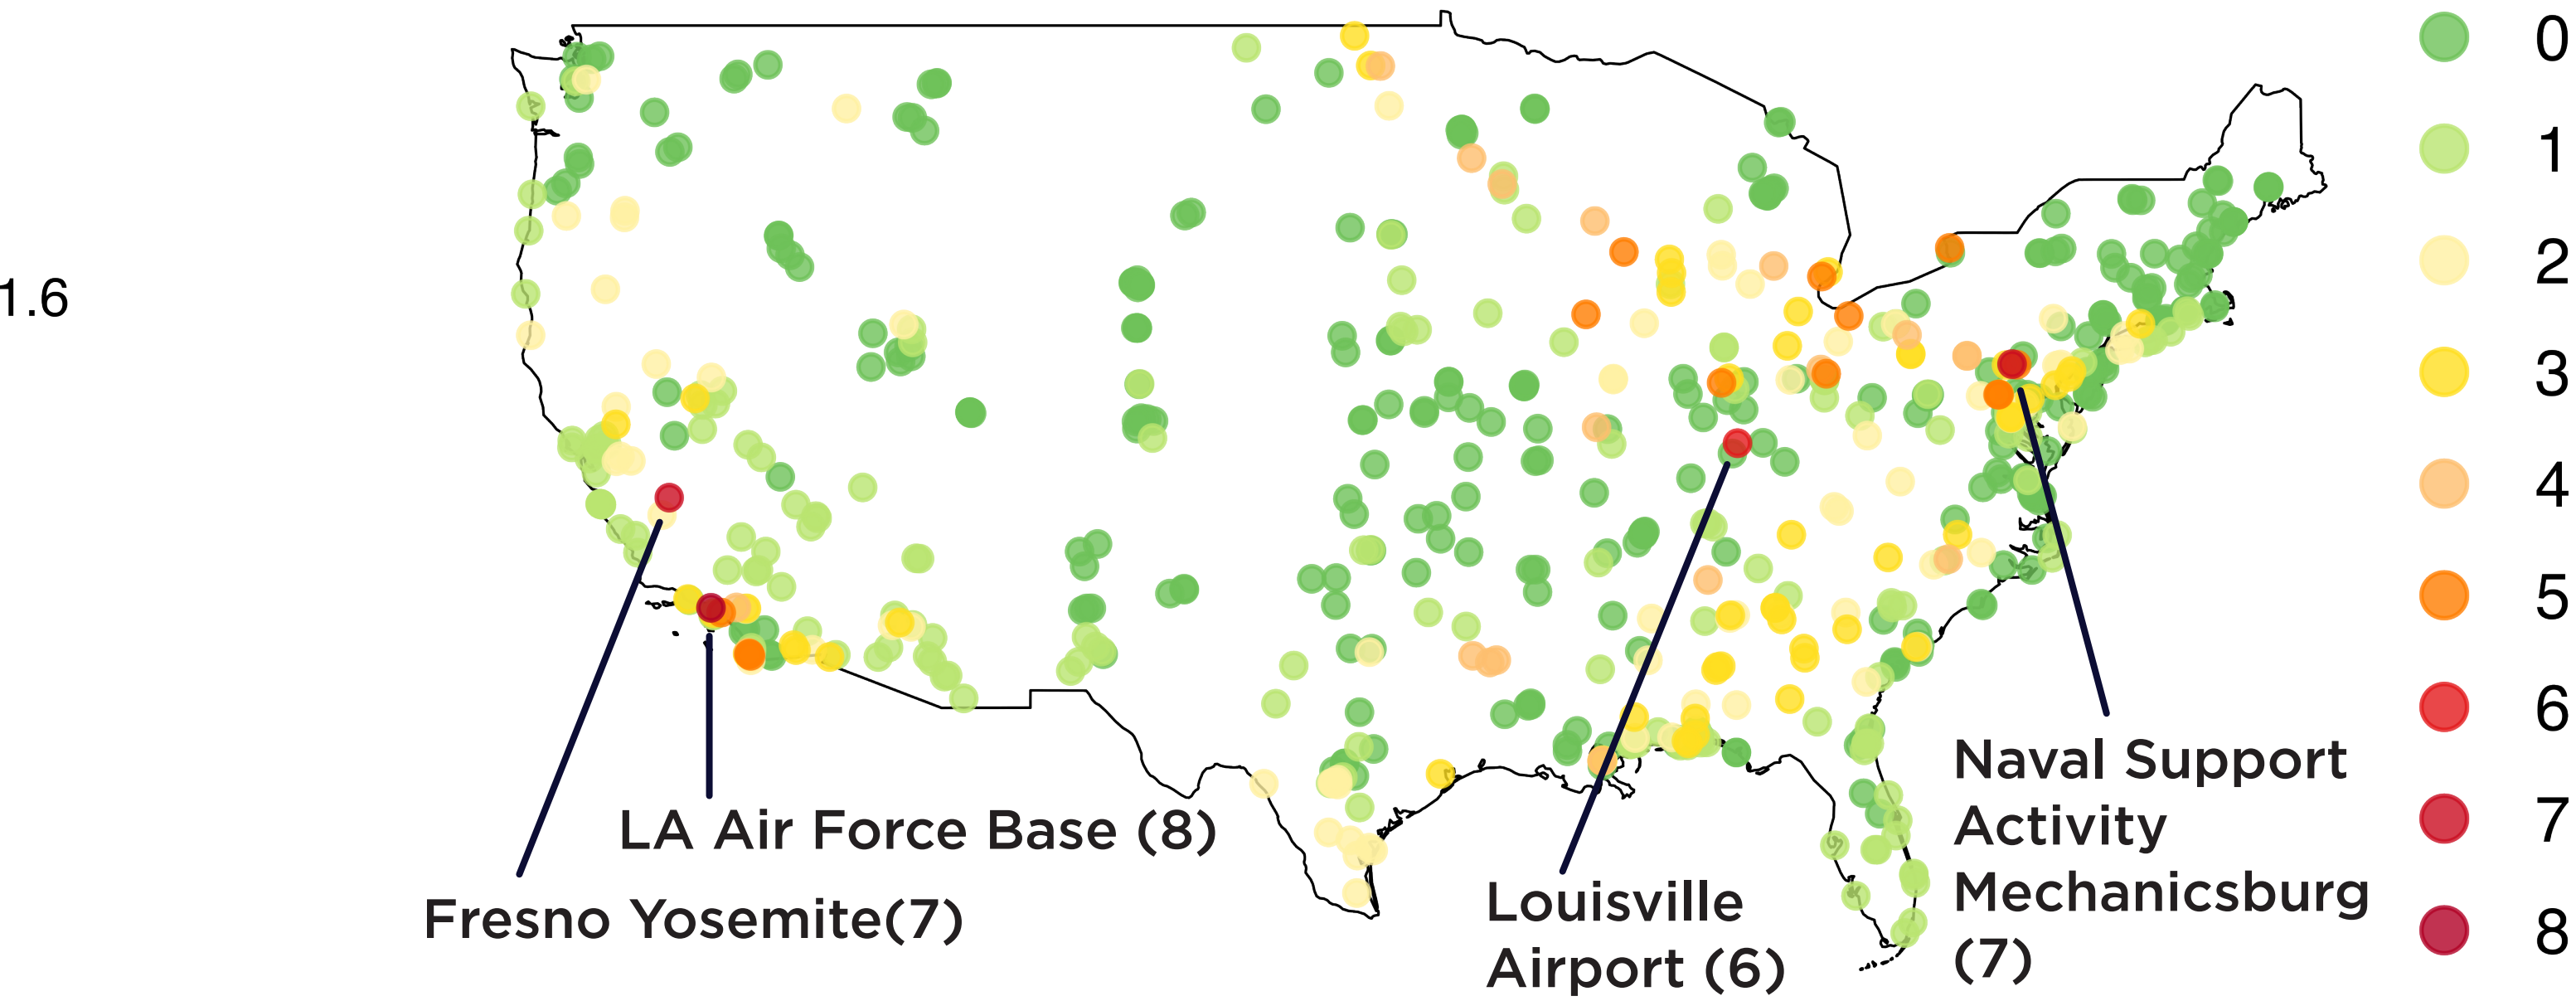 0
1
2
1.6
3
4
5
6
7
8
LA Air Force Base (8)
Fresno Yosemite(7)
Louisville
Airport (6)
Naval Support
Activity
Mechanicsburg
(7)